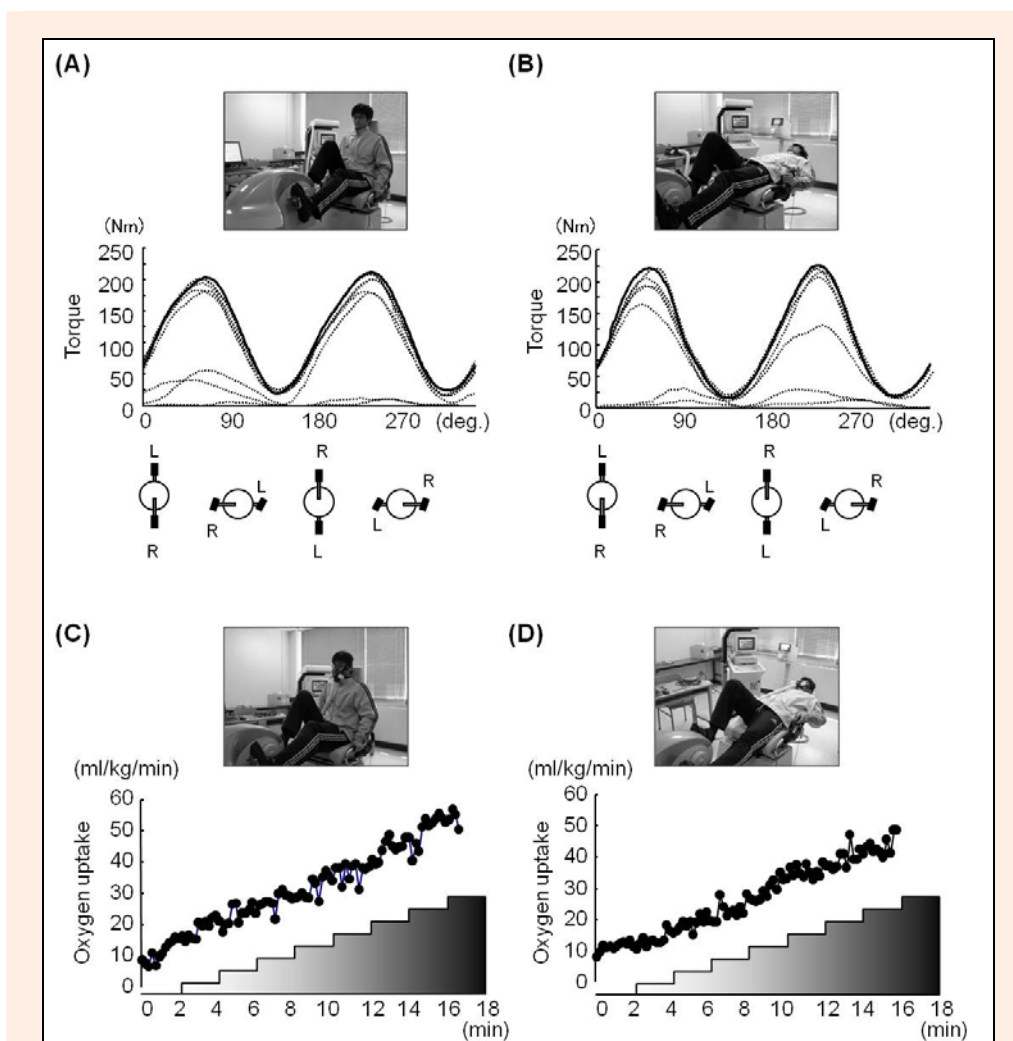 (A)
(Nm)
250
200
150
100
50
0
Torque
0 90 180 270 (deg.)
L
R
R
L
R
L
L
R
(B)
(Nm)
250
200
150
100
50
0
Torque
0 90 180 270 (deg.)
L
R
R
L
R
L
L
R
(C)
(ml/kg/min)
60
50
40
30
20
10
0
Oxygen uptake
0 2 4 6 8 10 12 14 16 18
(min)
(D)
(ml/kg/min)
60
50
40
30
20
10
0
Oxygen uptake
0 2 4 6 8 10 12 14 16 18
(min)